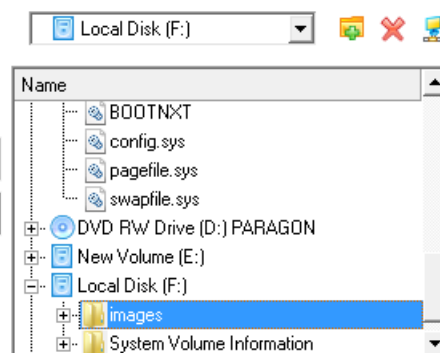 Local Disk (F:)
Name
BOOTNXT
config.sys
pagefile.sys
swapfile.sys
DVD RW Drive (D:) PARAGON
New Volume (E:)
Local Disk (F:)
images
System Volume Information